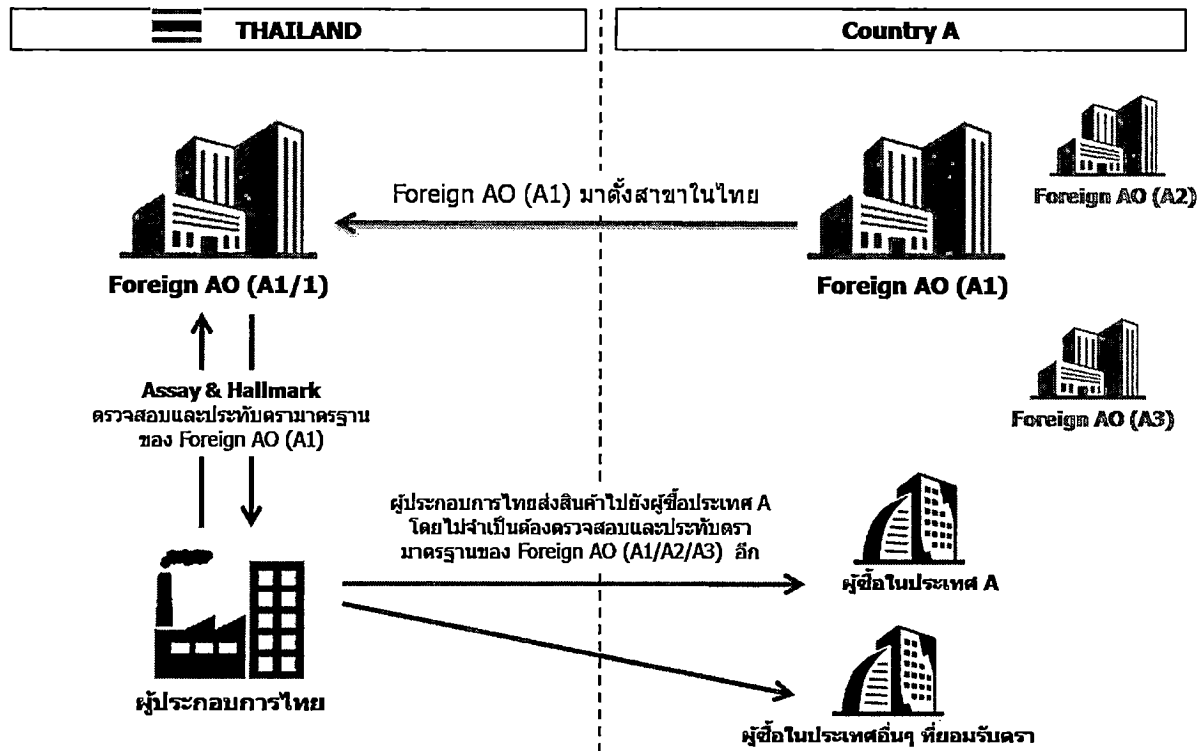 THAILAND
Country A
Foreign AO (A2)
Foreign AO (A1) มาตั้งสาขาในไทย
Foreign AO (A1/1)
Foreign AO (A1)
Foreign AO (A3)
Assay & Hallmark
ตรวจสอบและประทับตรามาตรฐาน
ของ Foreign AO (A1)
ผู้ประกอบการไทยส่งสินค้าไปยังผู้ซื้อประเทศ A
โดยไม่จำเป็นต้องตรวจสอบและประทับตรา
มาตรฐานของ Foreign AO (A1/A2/A3) อีก
ผู้ซื้อในประเทศ A
ผู้ประกอบการไทย
ผู้ซื้อในประเทศอื่นๆ ที่ยอมรับตรา